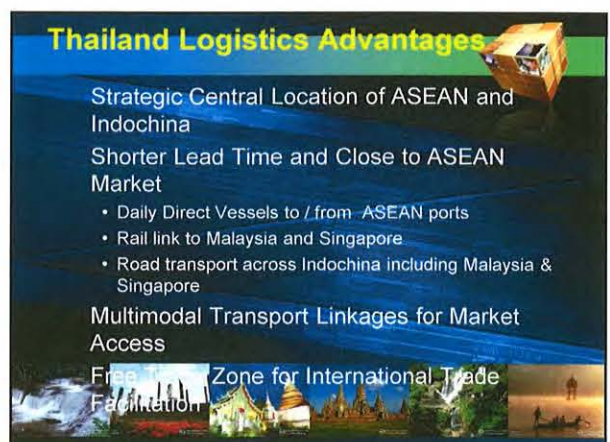 Thailand Logistics Advantages
Strategic Central Location of ASEAN and
Indochina
Shorter Lead Time and Close to ASEAN
Market
• Daily Direct Vessels to / from ASEAN ports
• Rail link to Malaysia and Singapore
• Road transport across Indochina including Malaysia &
Singapore
Multimodal Transport Linkages for Market
Access
Free Zone for International Trade
Facilitation